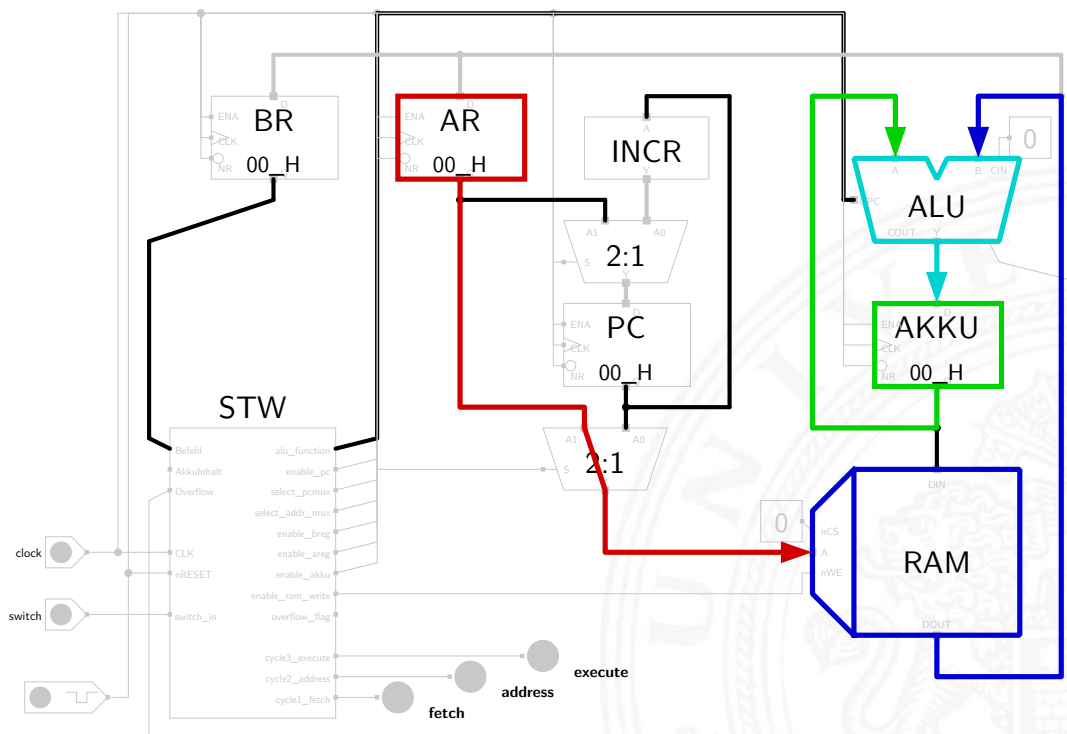 BR
D
ENA
CLK
NR
00_H
AR
D
ENA
CLK
NR
00_H
A
INCR
Y
A1
A0
2:1
S
Y
PC
ENA
CLK
NR
00_H
A1
A0
2:1
S
0
A
B
CIN
OPC
ALU
COUT
Y
D
AKKU
ENA
CLK
NR
00_H
STW
Befehl
AkkuInhalt
Overflow
CLK
nRESET
switch_in
alu_function
enable_pc
select_pcmux
select_addr_mux
enable_breg
enable_areg
enable_akku
enable_ram_write
overflow_flag
cycle3_execute
cycle2_address
cycle1_fetch
clock
switch
execute
address
fetch
0
nCS
A
nWE
DIN
RAM
DOUT